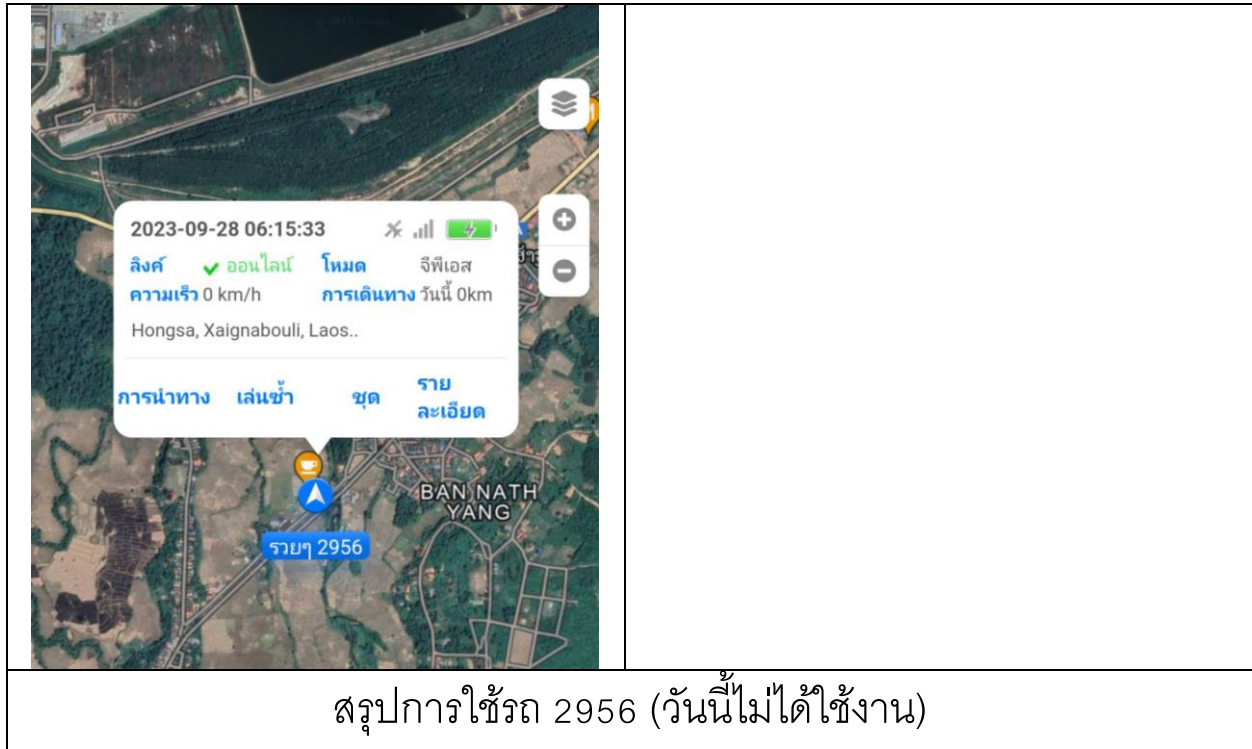 2023-09-28 06:15:33
ลิงค์ ออนไลน์ โหมด จีพีเอส
ความเร็ว 0 km/h การเดินทาง วันนี้ 0km
Hongsa, Xaignabouli, Laos..
การนำทาง เล่นซ้ำ ชุด ราย
ละเอียด
BAN NATH
YANG
รวยๆ 2956
สรุปการใช้รถ 2956 (วันนี้ไม่ได้ใช้งาน)